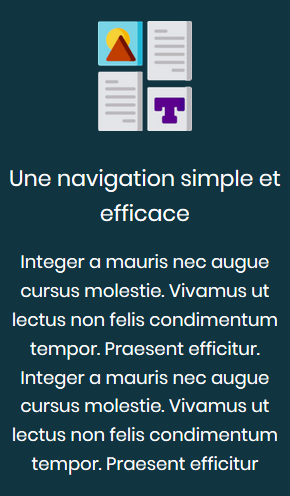 T
Une navigation simple et
efficace
Integer a mauris nec augue
cursus molestie. Vivamus ut
lectus non felis condimentum
tempor. Praesent efficitur.
Integer a mauris nec augue
cursus molestie. Vivamus ut
lectus non felis condimentum
tempor. Praesent efficitur